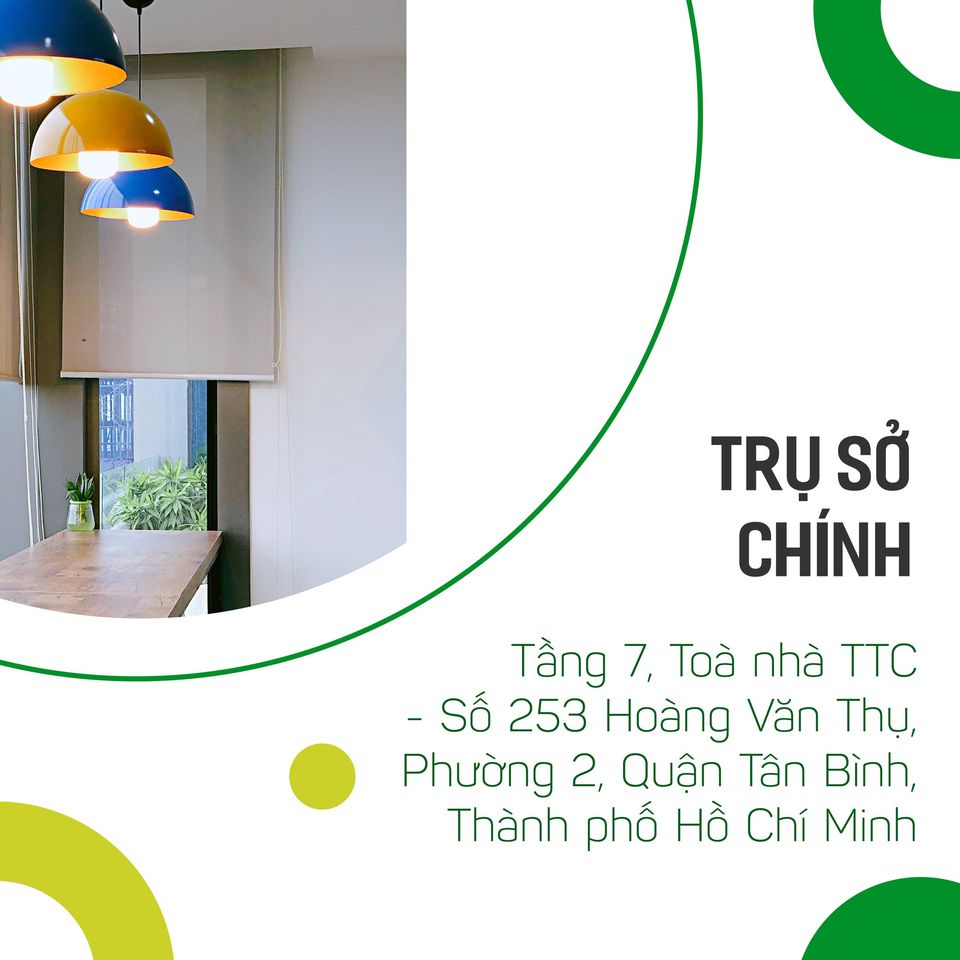 TRỤ SỞ
CHÍNH
Tầng 7, Toà nhà TTC
- Số 253 Hoàng Văn Thụ,
Phường 2, Quận Tân Bình,
Thành phố Hồ Chí Minh